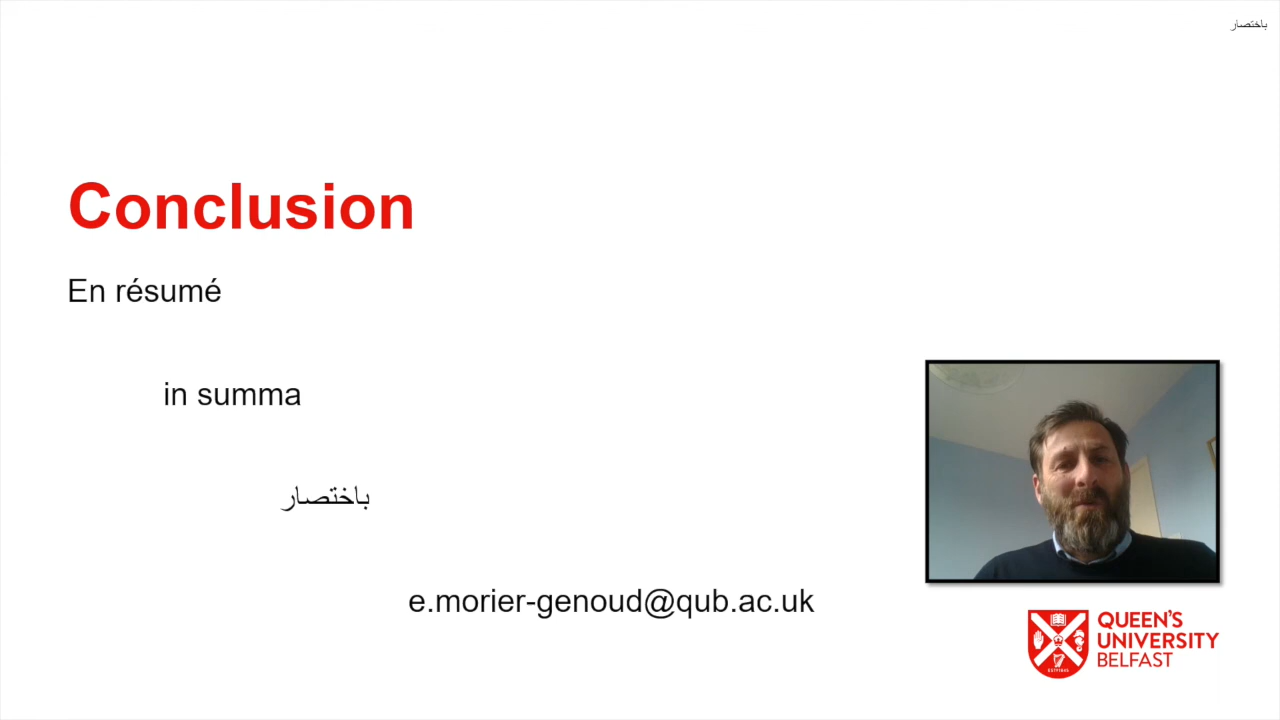 باختصار
Conclusion
En résumé
in summa
باختصار
e.morier-genoud@qub.ac.uk
QUEEN'S
UNIVERSITY
BELFAST